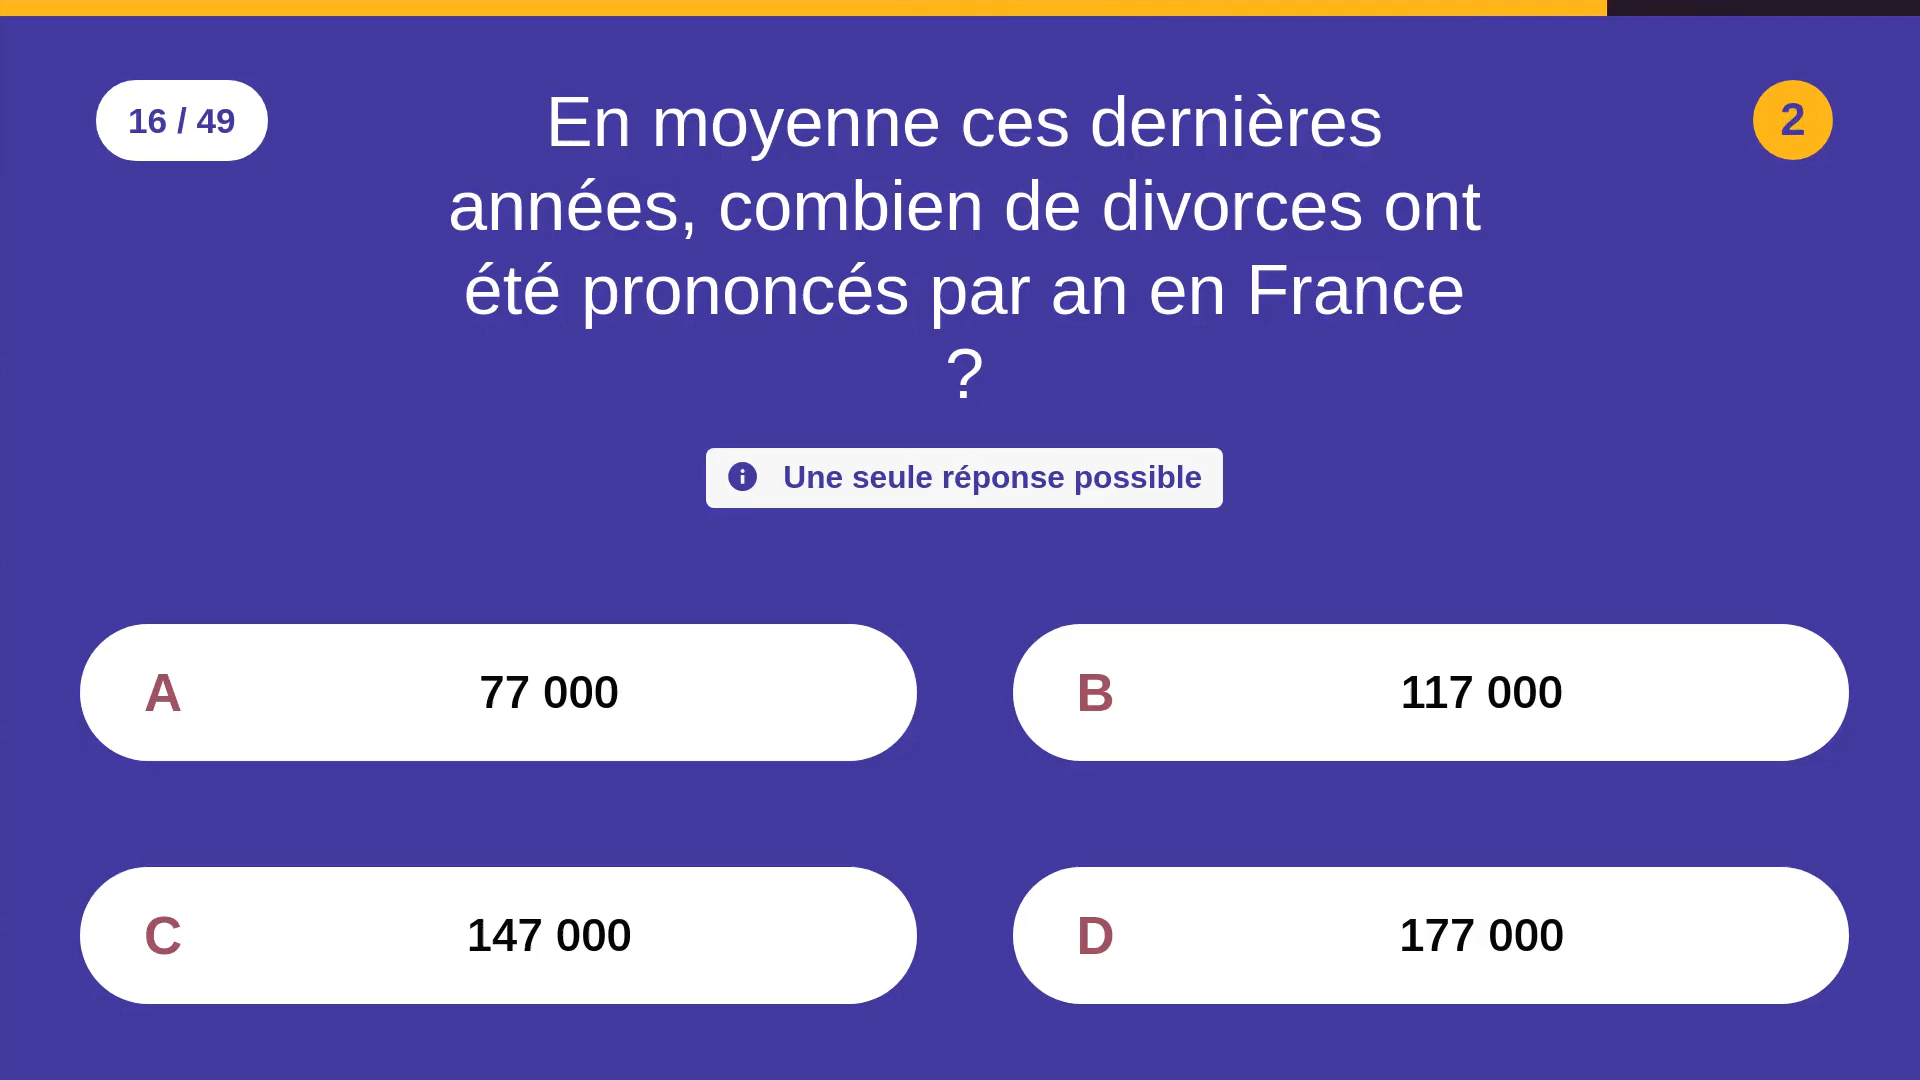 16 / 49
En moyenne ces dernières
années, combien de divorces ont
été prononcés par an en France
?
2
Une seule réponse possible
A 77 000
B 117 000
C 147 000
D 177 000